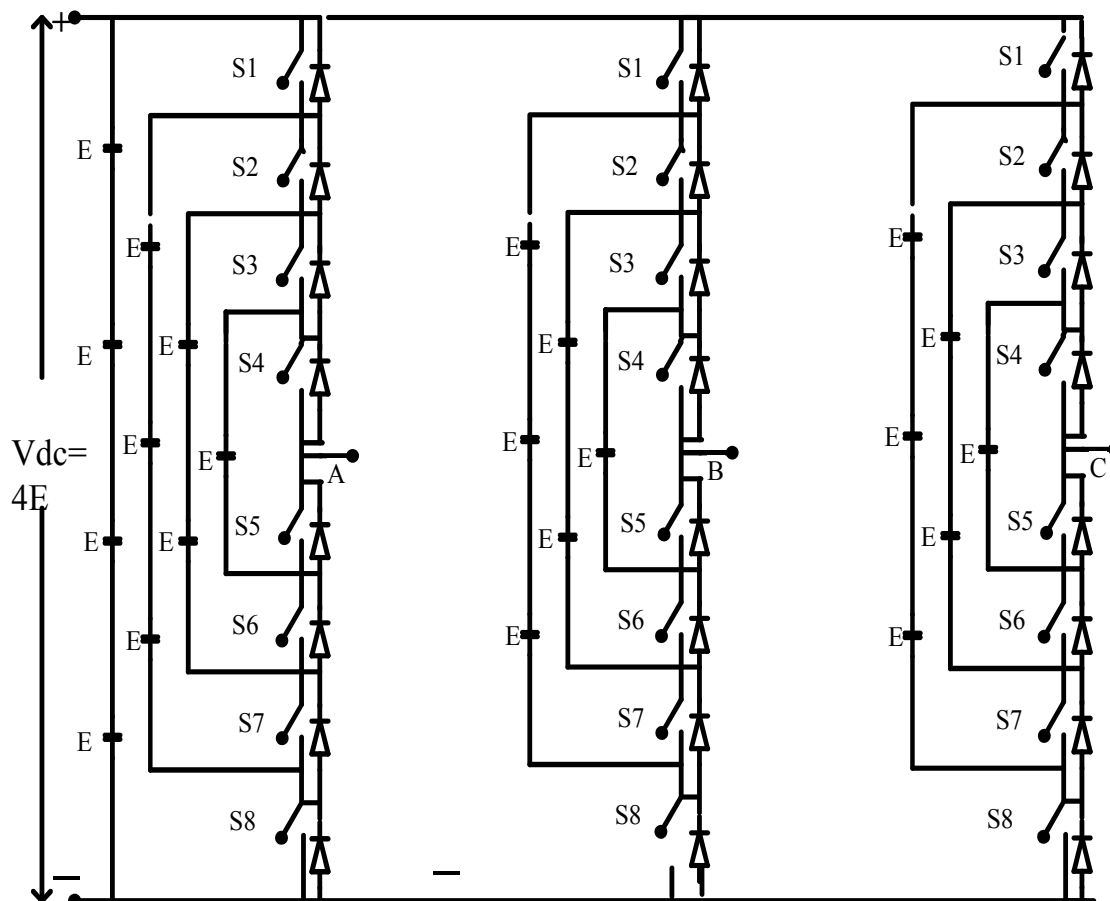 +
S1 S1 S1
E S2 S2 S2
E E E
S3 S3 S3
E E S4 E S4 E S4
Vdc=
4E
E E E E E E
A B C
E E S5 E S5 E S5
E S6 E S6 E S6
E S7 S7 S7
S8 S8 S8
— —